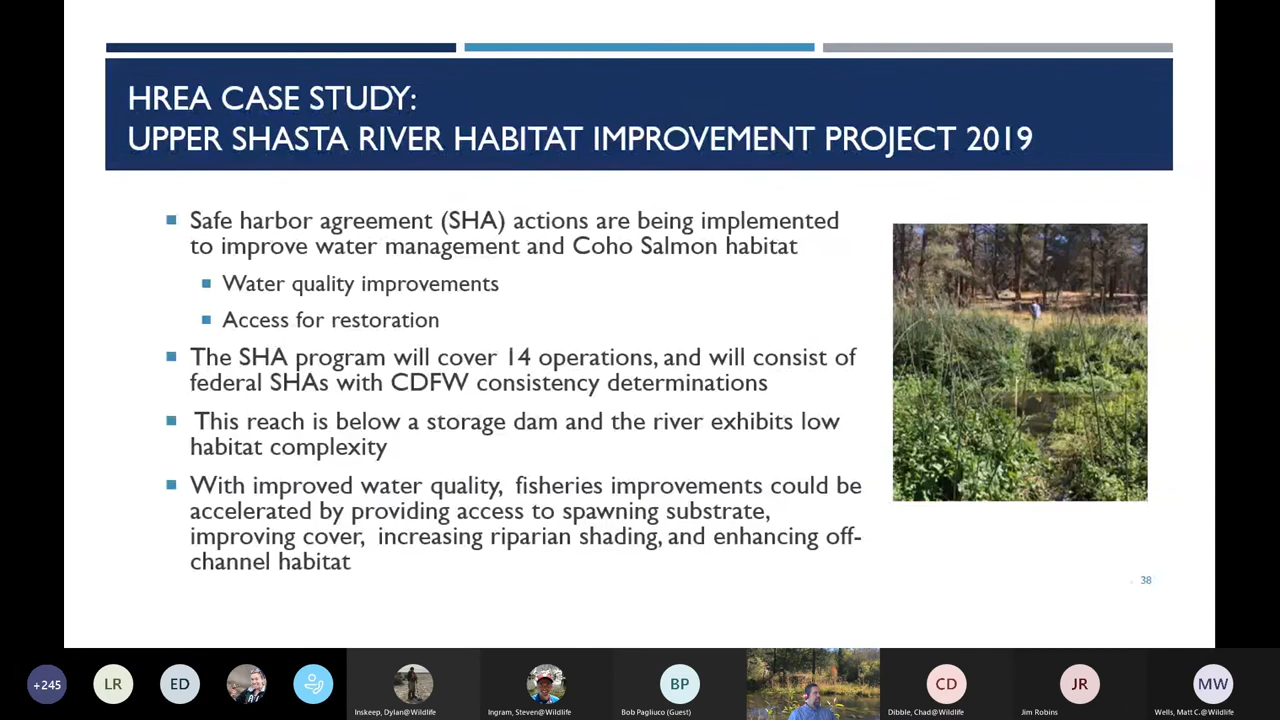 HREA CASE STUDY:
UPPER SHASTA RIVER HABITAT IMPROVEMENT PROJECT 2019
Safe harbor agreement (SHA) actions are being implemented
to improve water management and Coho Salmon habitat
Water quality improvements
Access for restoration
The SHA program will cover 14 operations, and will consist of
federal SHAs with CDFW consistency determinations
This reach is below a storage dam and the river exhibits low
habitat complexity
With improved water quality, fisheries improvements could be
accelerated by providing access to spawning substrate,
improving cover, increasing riparian shading, and enhancing off-
channel habitat
38
+245
LR
ED
BP
CD
JR
MW
Inskeep, Dylan@Wildlife
Ingram, Steven@Wildlife
Bob Pagliuco (Guest)
Dibble, Chad@Wildlife
Jim Robins
Wells, Matt C.@Wildlife